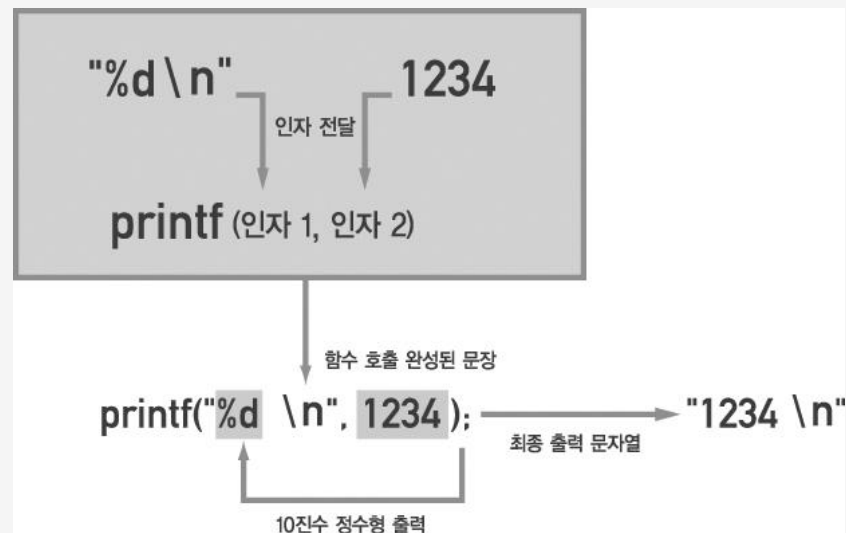 "%d \ n" 1234
인자 전달
printf (인자 1, 인자 2)
함수 호출 완성된 문장
printf("%d \n", 1234); "1234 \n"
최종 출력 문자열
10진수 정수형 출력